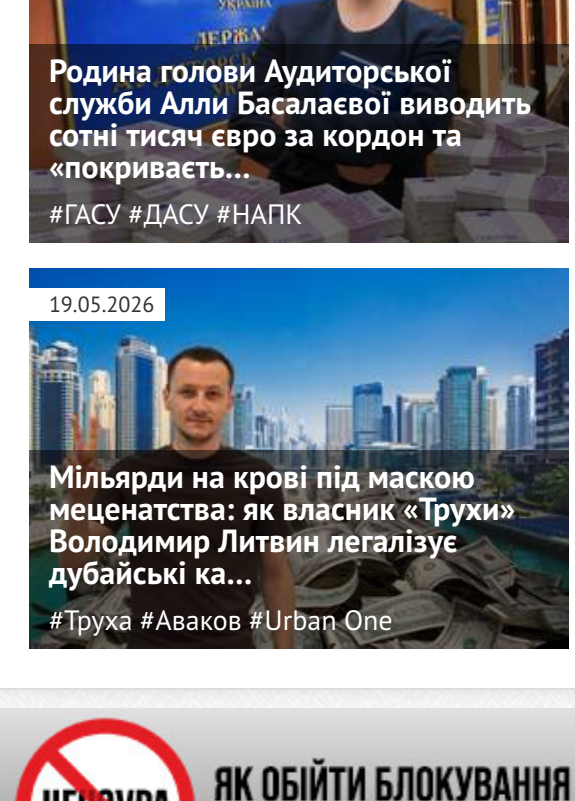 УКРАЇНА
Родина голови Аудиторської
служби Алли Басалаєвої виводить
сотні тисяч євро за кордон та
«покриваєть...
#ГАСУ #ДАСУ #НАПК
19.05.2026
Мільярди на крові під маскою
меценатства: як власник «Трухи»
Володимир Литвин легалізує
дубайські ка...
#Труха #Аваков #Urban One
ЯК ОБІЙТИ БЛОКУВАННЯ